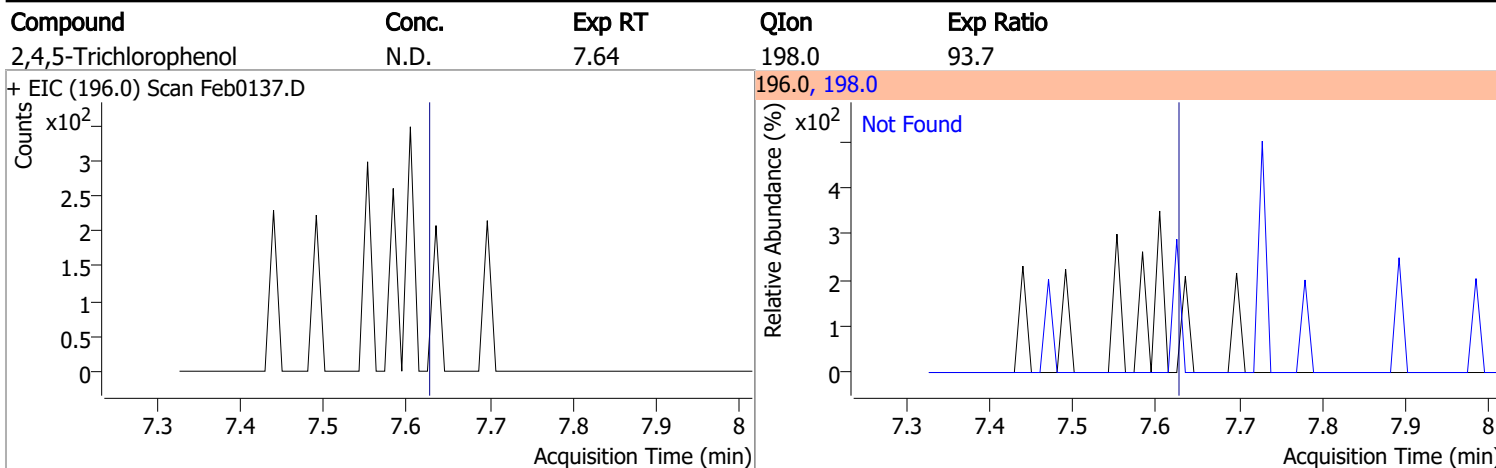 Compound Conc. Exp RT QIon Exp Ratio
2,4,5-Trichlorophenol N.D. 7.64 198.0 93.7
+ EIC (196.0) Scan Feb0137.D
Counts
x10²
3
2.5
2
1.5
1
0.5
0
7.3 7.4 7.5 7.6 7.7 7.8 7.9 8
Acquisition Time (min)
196.0, 198.0
Relative Abundance (%)
x10²
Not Found
4
3
2
1
0
7.3 7.4 7.5 7.6 7.7 7.8 7.9 8
Acquisition Time (min)